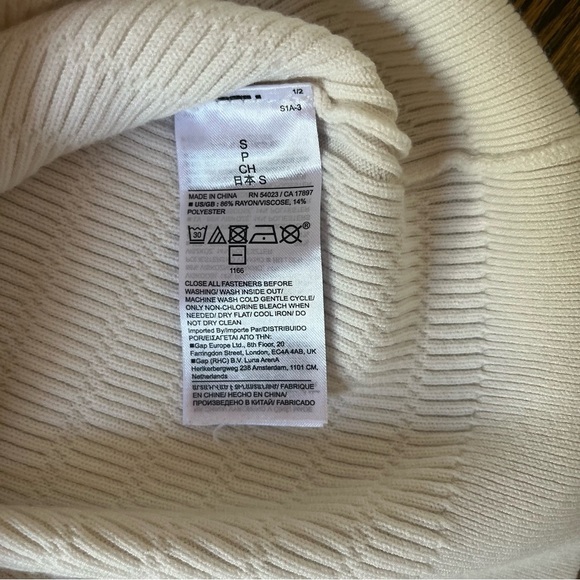 1/2
S1A-3
S
P
CH
日本 S
MADE IN CHINA RN 54023 / CA 17897
■ US/GB : 86% RAYON/VISCOSE, 14%
POLYESTER
30
1166
CLOSE ALL FASTENERS BEFORE
WASHING/ WASH INSIDE OUT/
MACHINE WASH COLD GENTLE CYCLE/
ONLY NON-CHLORINE BLEACH WHEN
NEEDED/ DRY FLAT/ COOL IRON/ DO
NOT DRY CLEAN
Imported By/Importe Par/DISTRIBUIDO
POR/ΕΙΣΑΓΕΤΑΙ ΑΠΟ ΤΗΝ:
■Gap Europe Ltd., 8th Floor, 20
Farringdon Street, London, EC4A 4AB, UK
■Gap (RHC) B.V. Luna ArenA
Herikerbergweg 238 Amsterdam, 1101 CM,
Netherlands
FABRIQUE
EN CHINE/ HECHO EN CHINA/
ПРОИЗВЕДЕНО В КИТАЙ/ FABRICADO